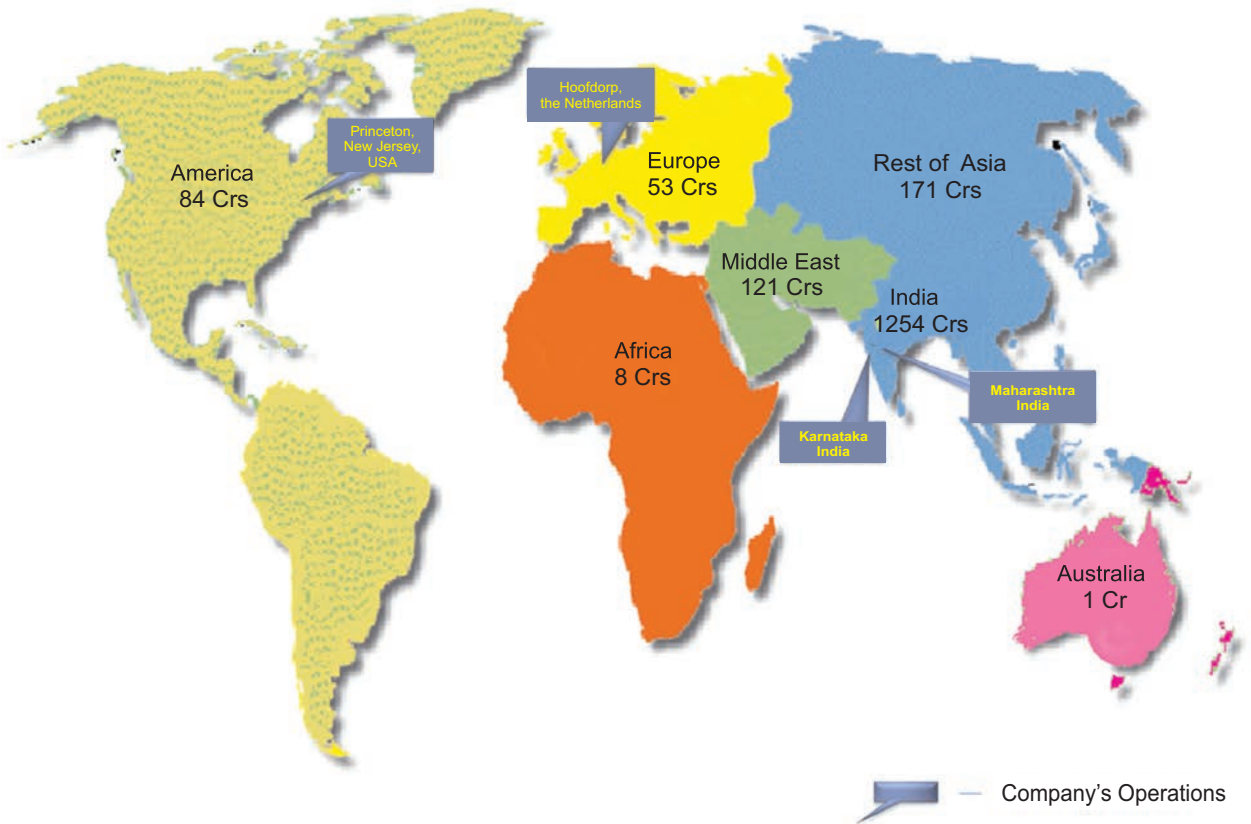 Hoofdorp,
the Netherlands
Princeton,
New Jersey,
USA
America
84 Crs
Europe
53 Crs
Rest of Asia
171 Crs
Middle East
121 Crs
India
1254 Crs
Africa
8 Crs
Maharashtra
India
Karnataka
India
Australia
1 Cr
— Company's Operations